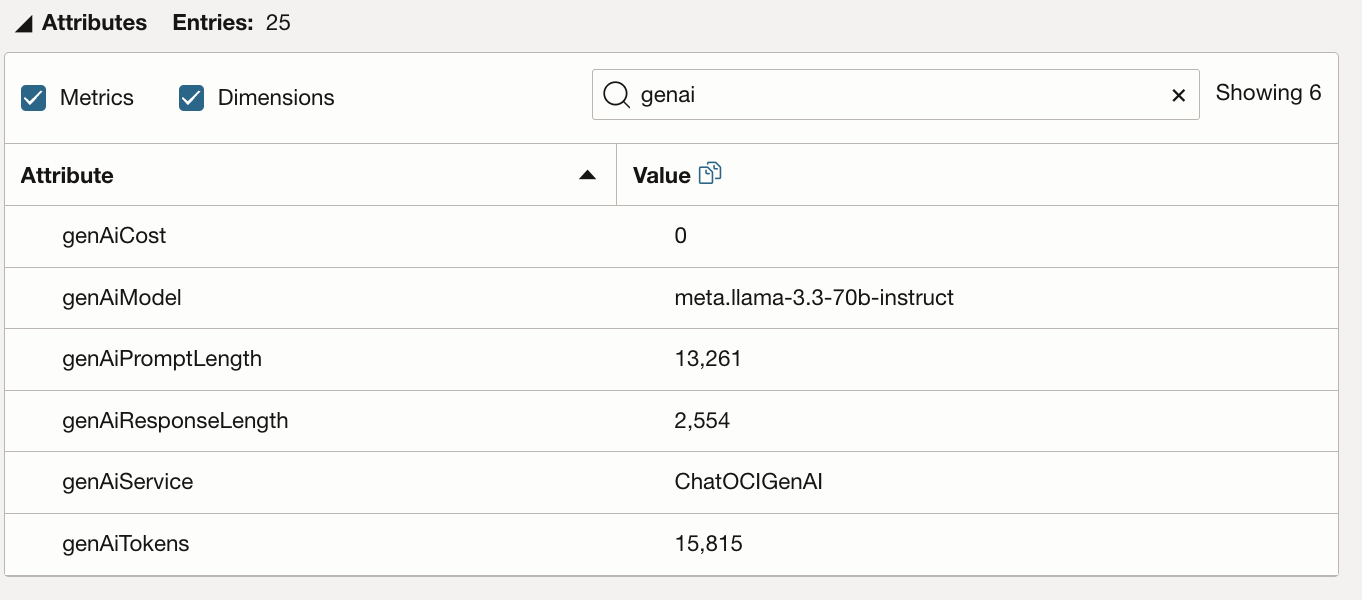 Attributes Entries: 25
Metrics Dimensions genai Showing 6
Attribute Value
genAiCost 0
genAiModel meta.llama-3.3-70b-instruct
genAiPromptLength 13,261
genAiResponseLength 2,554
genAiService ChatOCIGenAI
genAiTokens 15,815